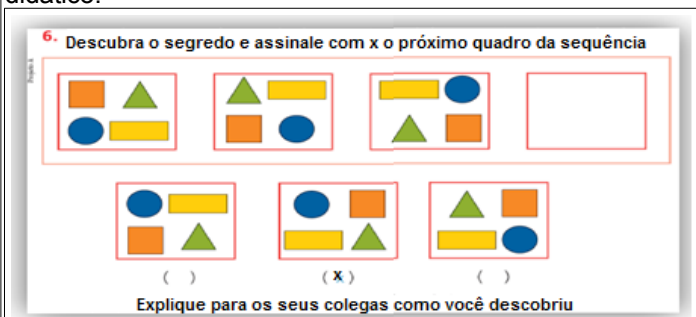 didático.
6. Descubra o segredo e assinale com x o próximo quadro da sequência
( ) ( x ) ( )
Explique para os seus colegas como você descobriu